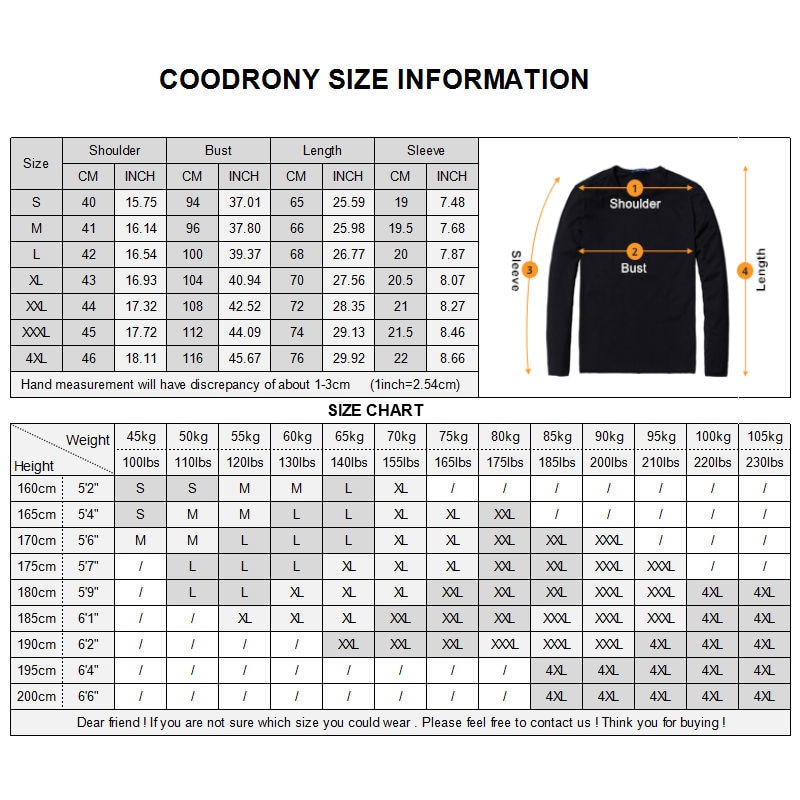 COODRONY SIZE INFORMATION
Size Shoulder Bust Length Sleeve
CM INCH CM INCH CM INCH CM INCH
S 40 15.75 94 37.01 65 25.59 19 7.48
M 41 16.14 96 37.80 66 25.98 19.5 7.68
L 42 16.54 100 39.37 68 26.77 20 7.87
XL 43 16.93 104 40.94 70 27.56 20.5 8.07
XXL 44 17.32 108 42.52 72 28.35 21 8.27
XXXL 45 17.72 112 44.09 74 29.13 21.5 8.46
4XL 46 18.11 116 45.67 76 29.92 22 8.66
Hand measurement will have discrepancy of about 1-3cm (1inch=2.54cm)
1
Shoulder
2
Bust
Sleeve 3
4 Length
SIZE CHART
Weight 45kg 50kg 55kg 60kg 65kg 70kg 75kg 80kg 85kg 90kg 95kg 100kg 105kg
Height 100lbs 110lbs 120lbs 130lbs 140lbs 155lbs 165lbs 175lbs 185lbs 200lbs 210lbs 220lbs 230lbs
160cm 5'2" S S M M L XL / / / / / / /
165cm 5'4" S M M L L XL XL XXL / / / / /
170cm 5'6" M M L L L XL XL XXL XXL XXXL / / /
175cm 5'7" / L L L XL XL XXL XXL XXL XXXL XXXL / /
180cm 5'9" / L L XL XL XL XXL XXL XXL XXXL XXXL 4XL 4XL
185cm 6'1" / / XL XL XL XXL XXL XXL XXXL XXXL XXXL 4XL 4XL
190cm 6'2" / / / / XXL XXL XXL XXXL XXXL XXXL 4XL 4XL 4XL
195cm 6'4" / / / / / / / / 4XL 4XL 4XL 4XL 4XL
200cm 6'6" / / / / / / / / 4XL 4XL 4XL 4XL 4XL
Dear friend ! If you are not sure which size you could wear . Please feel free to contact us ! Think you for buying !